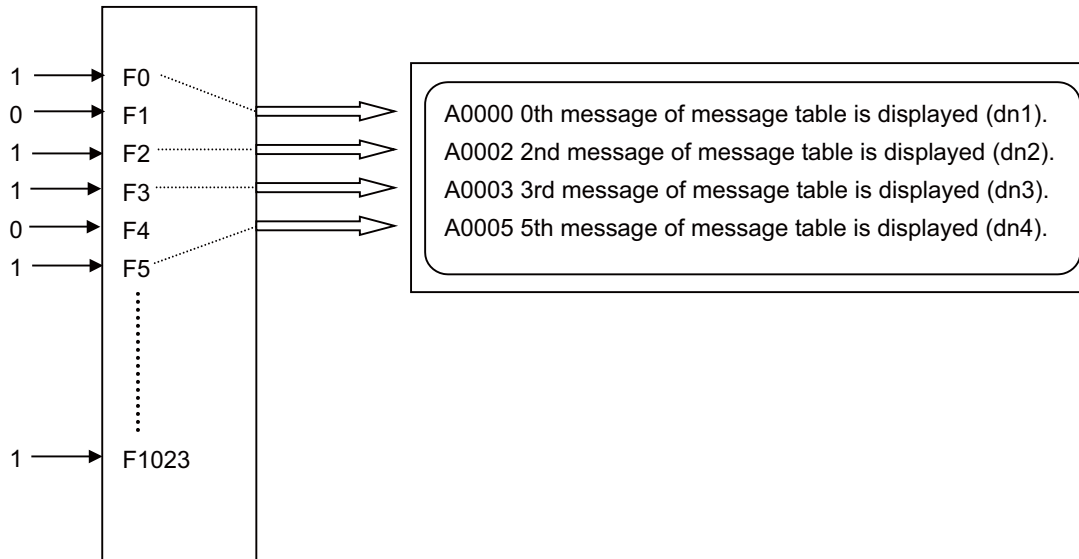 1 F0
0 F1
1 F2
1 F3
0 F4
1 F5
1 F1023
A0000 0th message of message table is displayed (dn1).
A0002 2nd message of message table is displayed (dn2).
A0003 3rd message of message table is displayed (dn3).
A0005 5th message of message table is displayed (dn4).